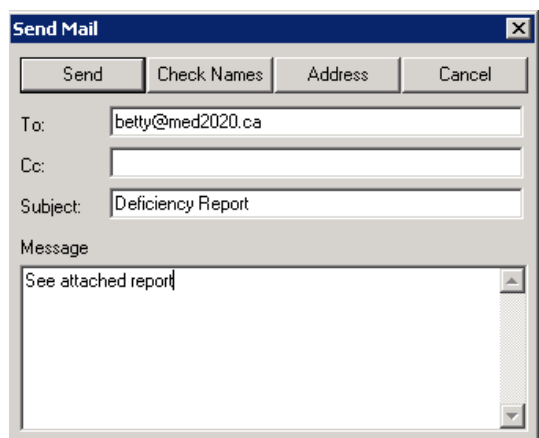 Send Mail
Send Check Names Address Cancel
To: betty@med2020.ca
Cc:
Subject: Deficiency Report
Message
See attached report